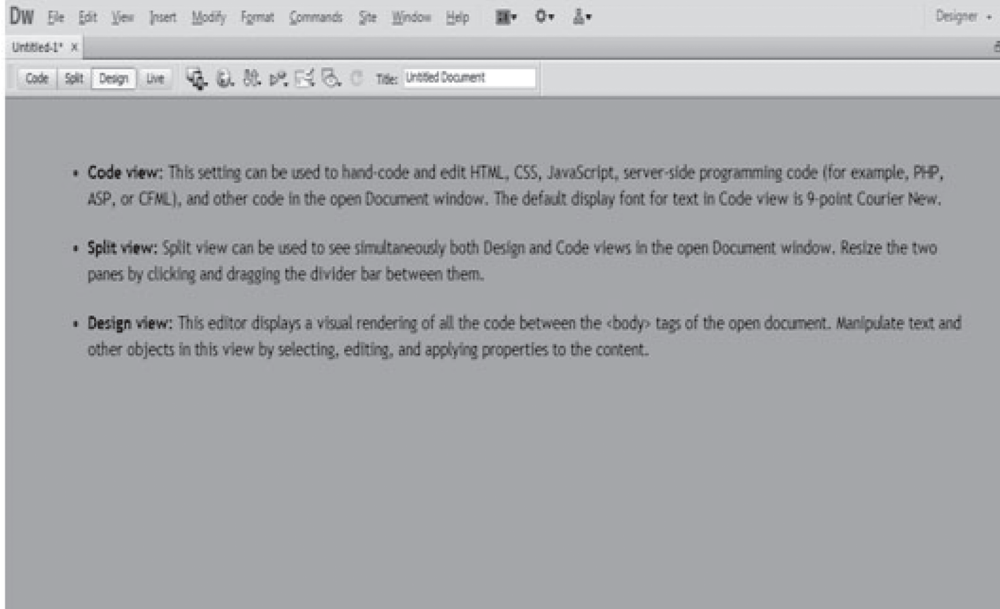 DW File Edit View Insert Modify Format Commands Site Window Help Designer
Untitled-1* X
Code Split Design Live Title: Untitled Document
• Code view: This setting can be used to hand-code and edit HTML, CSS, JavaScript, server-side programming code (for example, PHP,
ASP, or CFML), and other code in the open Document window. The default display font for text in Code view is 9-point Courier New.
• Split view: Split view can be used to see simultaneously both Design and Code views in the open Document window. Resize the two
panes by clicking and dragging the divider bar between them.
• Design view: This editor displays a visual rendering of all the code between the <body> tags of the open document. Manipulate text and
other objects in this view by selecting, editing, and applying properties to the content.